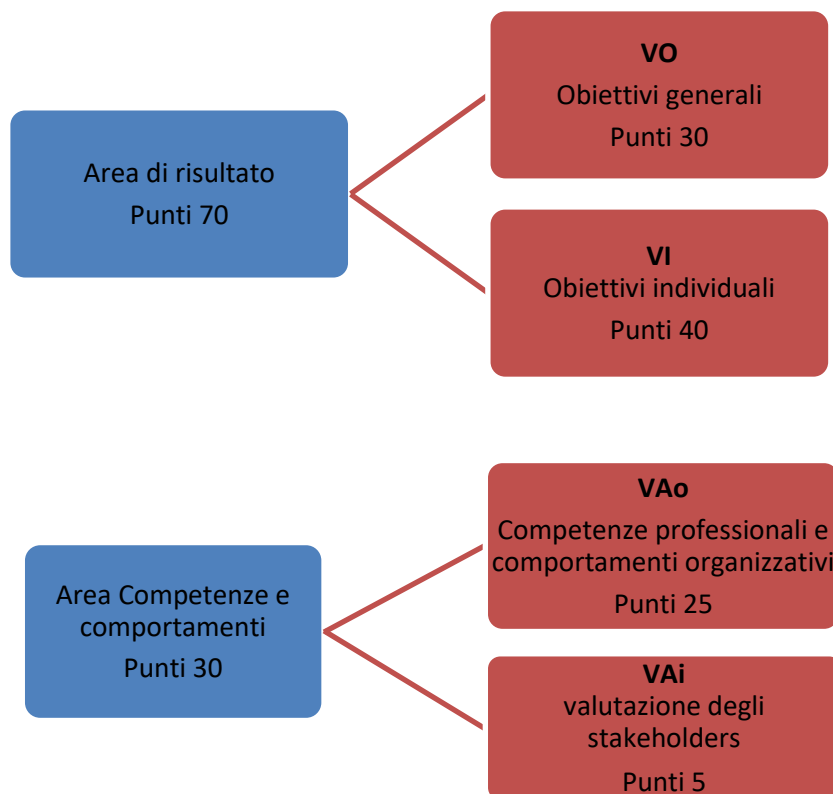 Area di risultato
Punti 70
VO
Obiettivi generali
Punti 30
VI
Obiettivi individuali
Punti 40
Area Competenze e
comportamenti
Punti 30
VAo
Competenze professionali e
comportamenti organizzativi
Punti 25
VAi
valutazione degli
stakeholders
Punti 5